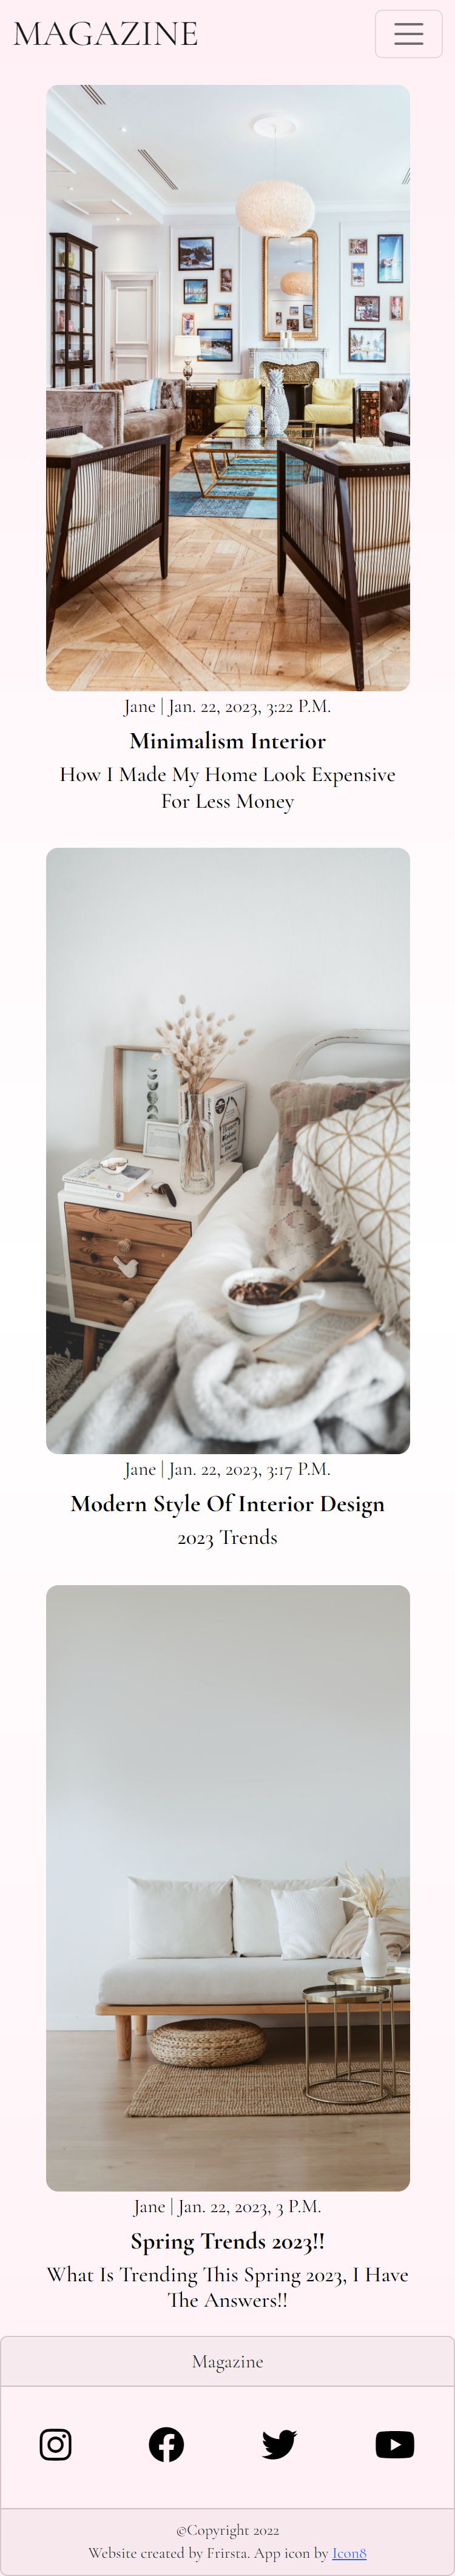 MAGAZINE
Jane | Jan. 22, 2023, 3:22 P.M.
Minimalism Interior
How I Made My Home Look Expensive
For Less Money
Jane | Jan. 22, 2023, 3:17 P.M.
Modern Style Of Interior Design
2023 Trends
Jane | Jan. 22, 2023, 3 P.M.
Spring Trends 2023!!
What Is Trending This Spring 2023, I Have
The Answers!!
Magazine
©Copyright 2022
Website created by Frirsta. App icon by Icon8